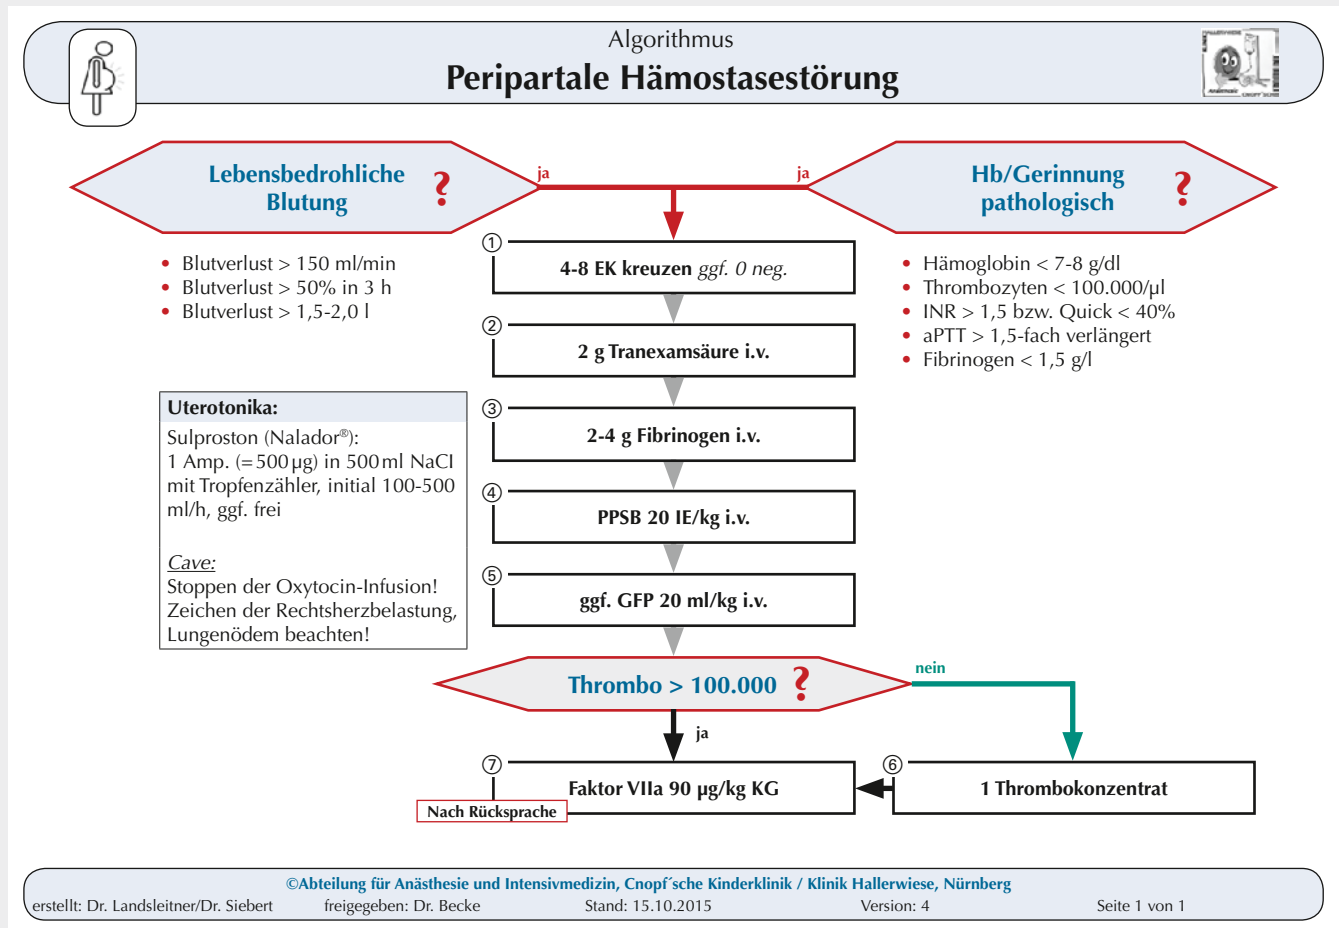 Algorithmus
Peripartale Hämostasestörung
Lebensbedrohliche
Blutung ?
ja
ja
Hb/Gerinnung
pathologisch ?
• Blutverlust > 150 ml/min
• Blutverlust > 50% in 3 h
• Blutverlust > 1,5-2,0 l
• Hämoglobin < 7-8 g/dl
• Thrombozyten < 100.000/µl
• INR > 1,5 bzw. Quick < 40%
• aPTT > 1,5-fach verlängert
• Fibrinogen < 1,5 g/l
① 4-8 EK kreuzen ggf. 0 neg.
② 2 g Tranexamsäure i.v.
③ 2-4 g Fibrinogen i.v.
④ PPSB 20 IE/kg i.v.
⑤ ggf. GFP 20 ml/kg i.v.
Uterotonika:
Sulproston (Nalador®):
1 Amp. (=500µg) in 500ml NaCl
mit Tropfenzähler, initial 100-500
ml/h, ggf. frei
Cave:
Stoppen der Oxytocin-Infusion!
Zeichen der Rechtsherzbelastung,
Lungenödem beachten!
Thrombo > 100.000 ?
nein
ja
⑦ Faktor VIIa 90 µg/kg KG
Nach Rücksprache
⑥ 1 Thrombokonzentrat
©Abteilung für Anästhesie und Intensivmedizin, Cnopf´sche Kinderklinik / Klinik Hallerwiese, Nürnberg
erstellt: Dr. Landsleitner/Dr. Siebert freigegeben: Dr. Becke Stand: 15.10.2015 Version: 4 Seite 1 von 1